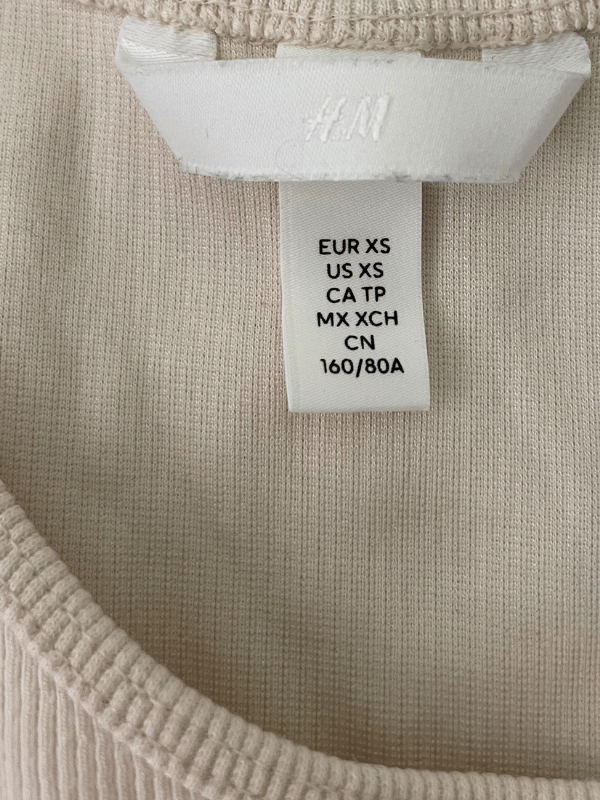 H&M
EUR XS
US XS
CA TP
MX XCH
CN
160/80A